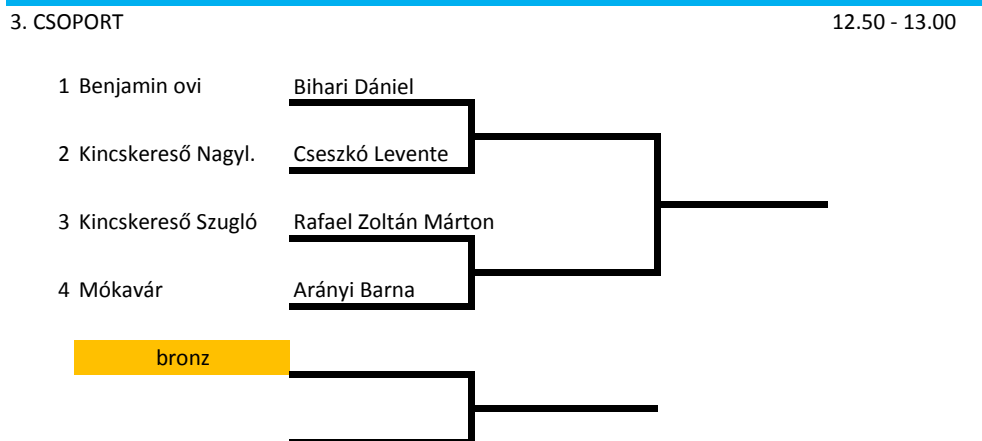 3. CSOPORT 12.50 - 13.00
1 Benjamin ovi Bihari Dániel
2 Kincskereső Nagyl. Cseszkó Levente
3 Kincskereső Szugló Rafael Zoltán Márton
4 Mókavár Arányi Barna
bronz